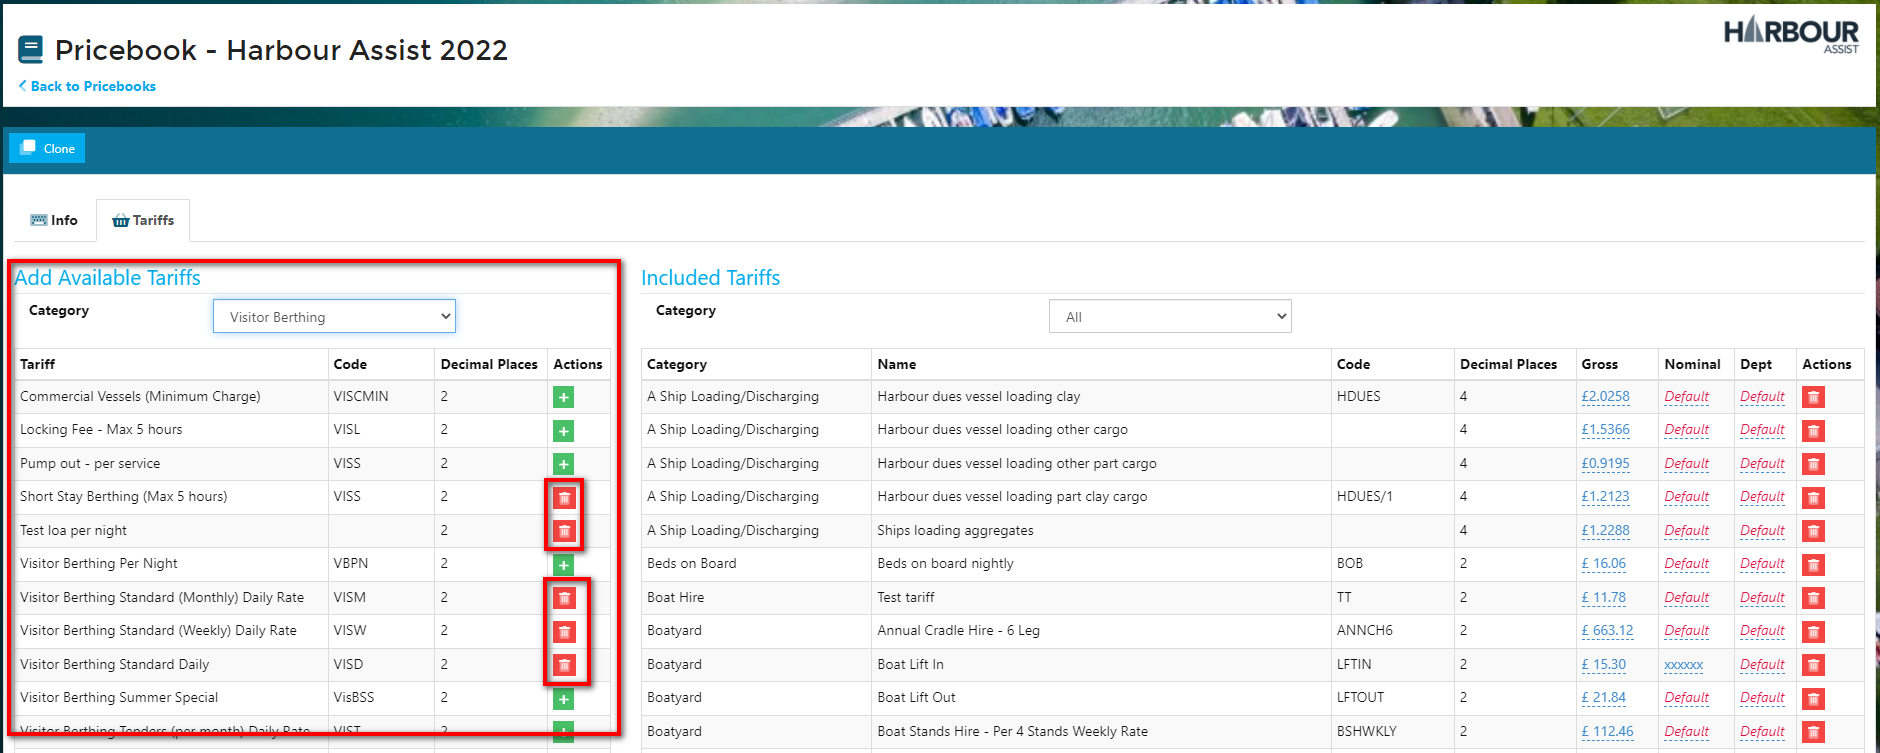 Pricebook - Harbour Assist 2022
HARBOUR
ASSIST
Back to Pricebooks
Clone
Info
Tariffs
Add Available Tariffs
Category
Visitor Berthing
Tariff Code Decimal Places Actions
Commercial Vessels (Minimum Charge) VISCMIN 2
Locking Fee - Max 5 hours VISL 2
Pump out - per service VISS 2
Short Stay Berthing (Max 5 hours) VISS 2
Test loa per night 2
Visitor Berthing Per Night VBPN 2
Visitor Berthing Standard (Monthly) Daily Rate VISM 2
Visitor Berthing Standard (Weekly) Daily Rate VISW 2
Visitor Berthing Standard Daily VISD 2
Visitor Berthing Summer Special VisBSS 2
Visitor Berthing Tenders (per month) Daily Rate VIST 2
Included Tariffs
Category
All
Category Name Code Decimal Places Gross Nominal Dept Actions
A Ship Loading/Discharging Harbour dues vessel loading clay HDUES 4 £2.0258 Default Default
A Ship Loading/Discharging Harbour dues vessel loading other cargo 4 £1.5366 Default Default
A Ship Loading/Discharging Harbour dues vessel loading other part cargo 4 £0.9195 Default Default
A Ship Loading/Discharging Harbour dues vessel loading part clay cargo HDUES/1 4 £1.2123 Default Default
A Ship Loading/Discharging Ships loading aggregates 4 £1.2288 Default Default
Beds on Board Beds on board nightly BOB 2 £ 16.06 Default Default
Boat Hire Test tariff TT 2 £ 11.78 Default Default
Boatyard Annual Cradle Hire - 6 Leg ANNCH6 2 £ 663.12 Default Default
Boatyard Boat Lift In LFTIN 2 £ 15.30 xxxxxx Default
Boatyard Boat Lift Out LFTOUT 2 £ 21.84 Default Default
Boatyard Boat Stands Hire - Per 4 Stands Weekly Rate BSHWKLY 2 £ 112.46 Default Default